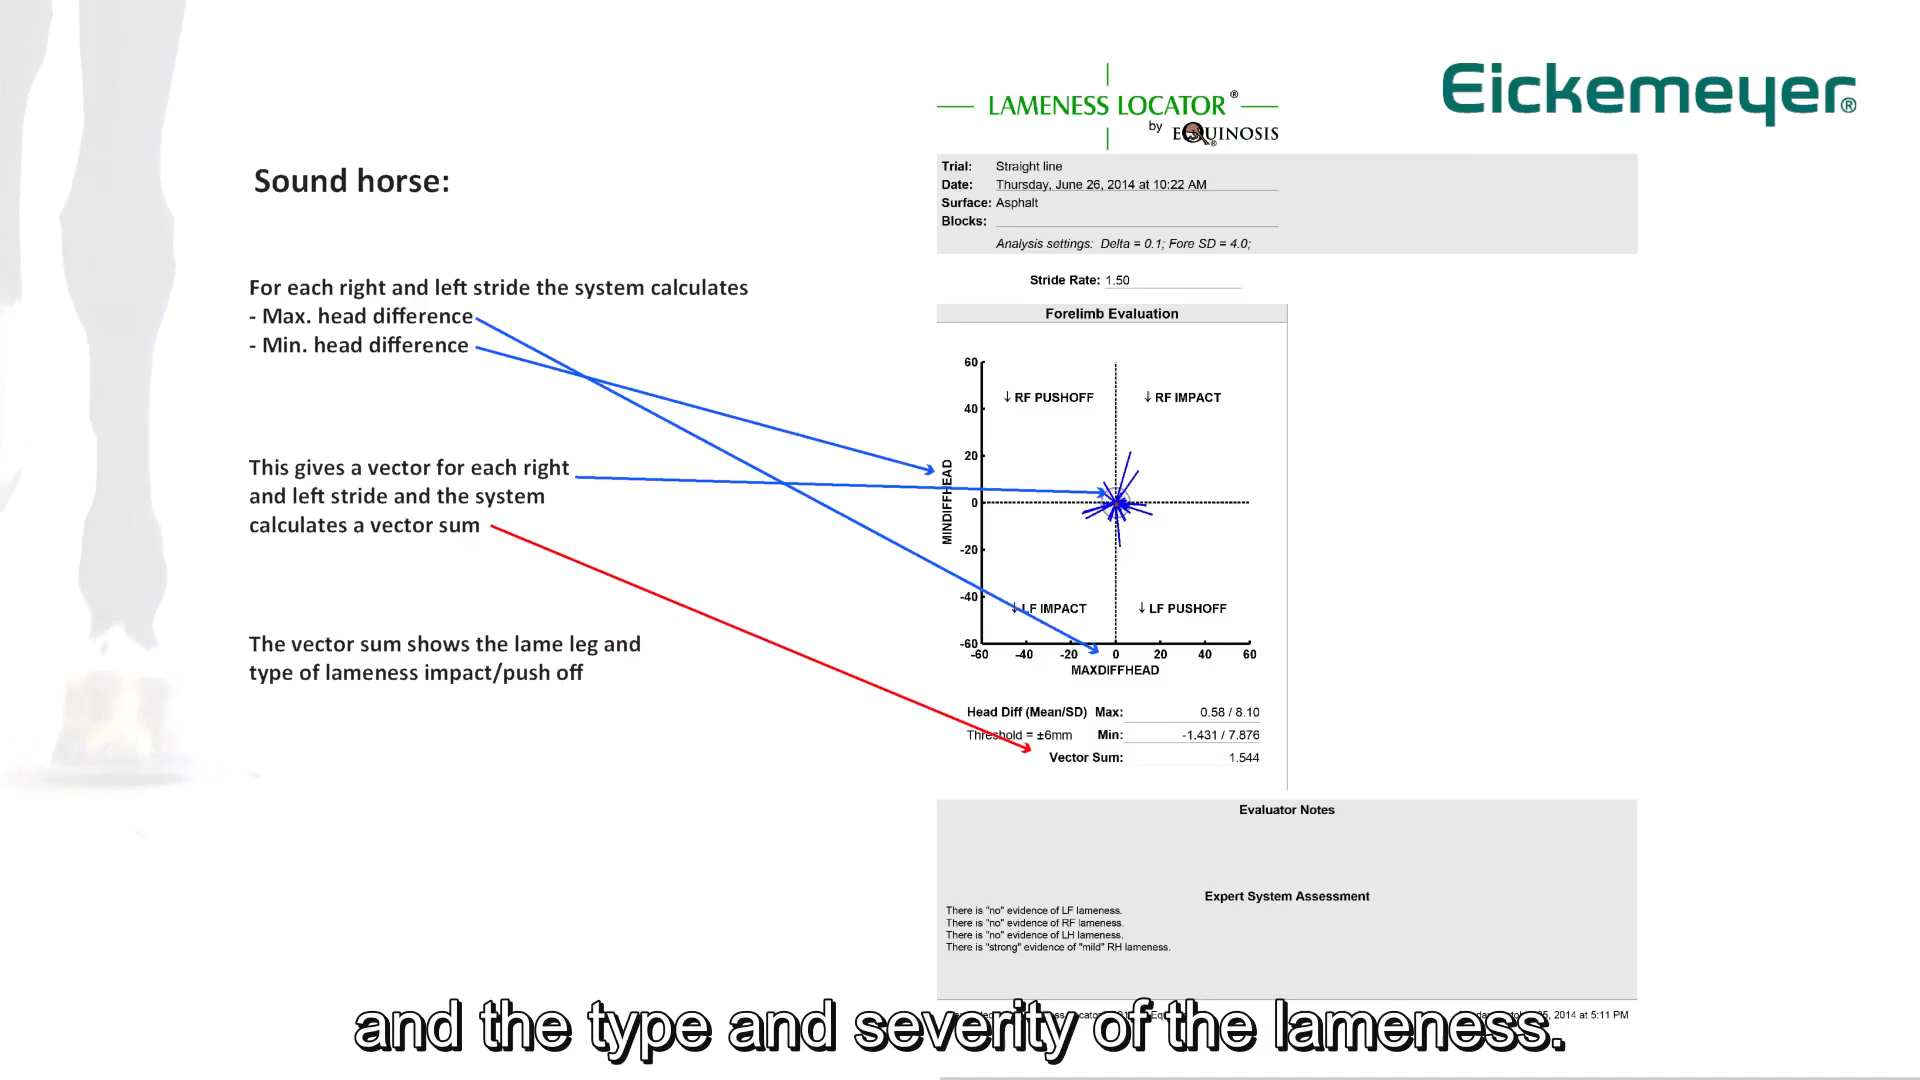 Eickemeyer®
LAMENESS LOCATOR®
by EQUINOSIS®
Sound horse:
Trial: Straight line
Date: Thursday, June 26, 2014 at 10:22 AM
Surface: Asphalt
Blocks:
Analysis settings: Delta = 0.1; Fore SD = 4.0;
For each right and left stride the system calculates
- Max. head difference
- Min. head difference
Stride Rate: 1.50
Forelimb Evaluation
60
↓ RF PUSHOFF
↓ RF IMPACT
40
20
0
-20
-40
-60
MINDIFFHEAD
↓ LF IMPACT
↓ LF PUSHOFF
-60 -40 -20 0 20 40 60
MAXDIFFHEAD
This gives a vector for each right
and left stride and the system
calculates a vector sum
The vector sum shows the lame leg and
type of lameness impact/push off
Head Diff (Mean/SD) Max: 0.58 / 8.10
Threshold = ±6mm Min: -1.431 / 7.876
Vector Sum: 1.544
Evaluator Notes
Expert System Assessment
There is "no" evidence of LF lameness.
There is "no" evidence of RF lameness.
There is "no" evidence of LH lameness.
There is "strong" evidence of "mild" RH lameness.
2014 at 5:11 PM
and the type and severity of the lameness.